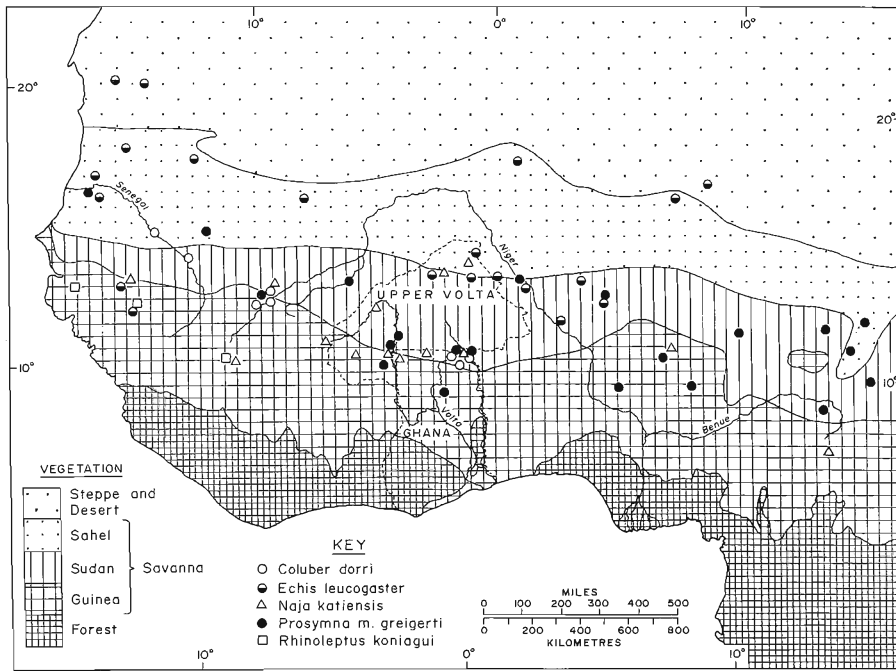 10°
0°
10°
20°
20°
Senegal
Niger
UPPER VOLTA
10°
10°
Volta
GHANA
Benue
VEGETATION
Steppe and
Desert
Sahel
Sudan
Savanna
Guinea
Forest
KEY
Coluber dorri
Echis leucogaster
Naja katiensis
Prosymna m. greigerti
Rhinoleptus koniagui
MILES
0 100 200 300 400 500
0 200 400 600 800
KILOMETRES
10°
0°
10°